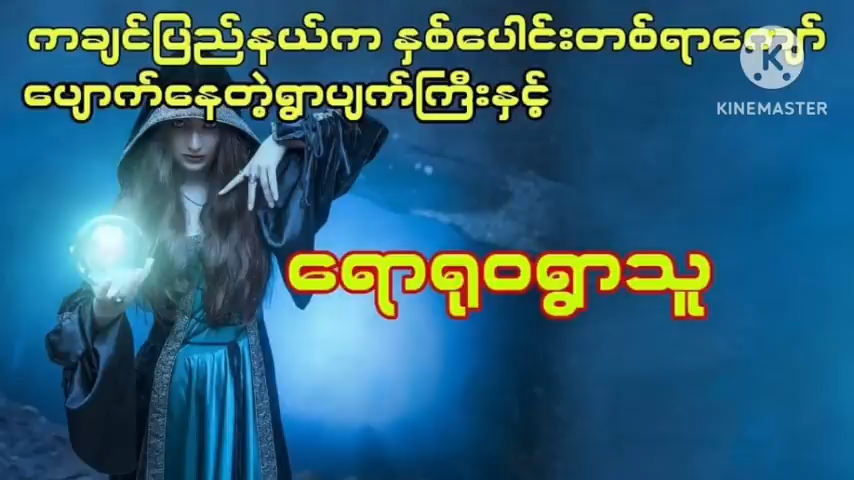 ကချင်ပြည်နယ်က နှစ်ပေါင်းတစ်ရာကျော်
ပျောက်နေတဲ့ရွာပျက်ကြီးနှင့်
ရောရုဝရွာသူ
K
KINEMASTER